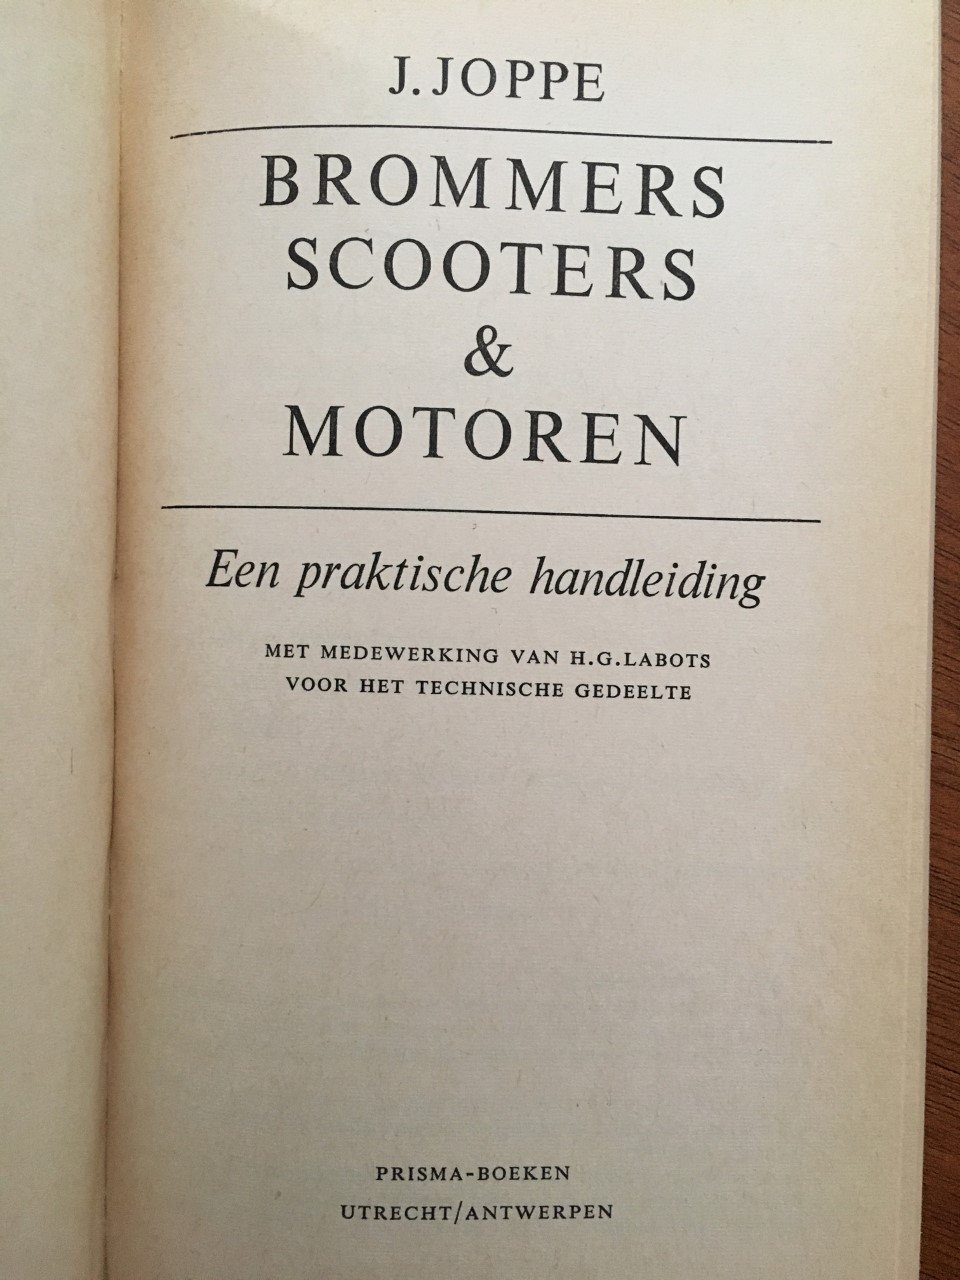 J. JOPPE
BROMMERS
SCOOTERS
&
MOTOREN
Een praktische handleiding
MET MEDEWERKING VAN H.G.LABOTS
VOOR HET TECHNISCHE GEDEELTE
PRISMA-BOEKEN
UTRECHT/ANTWERPEN